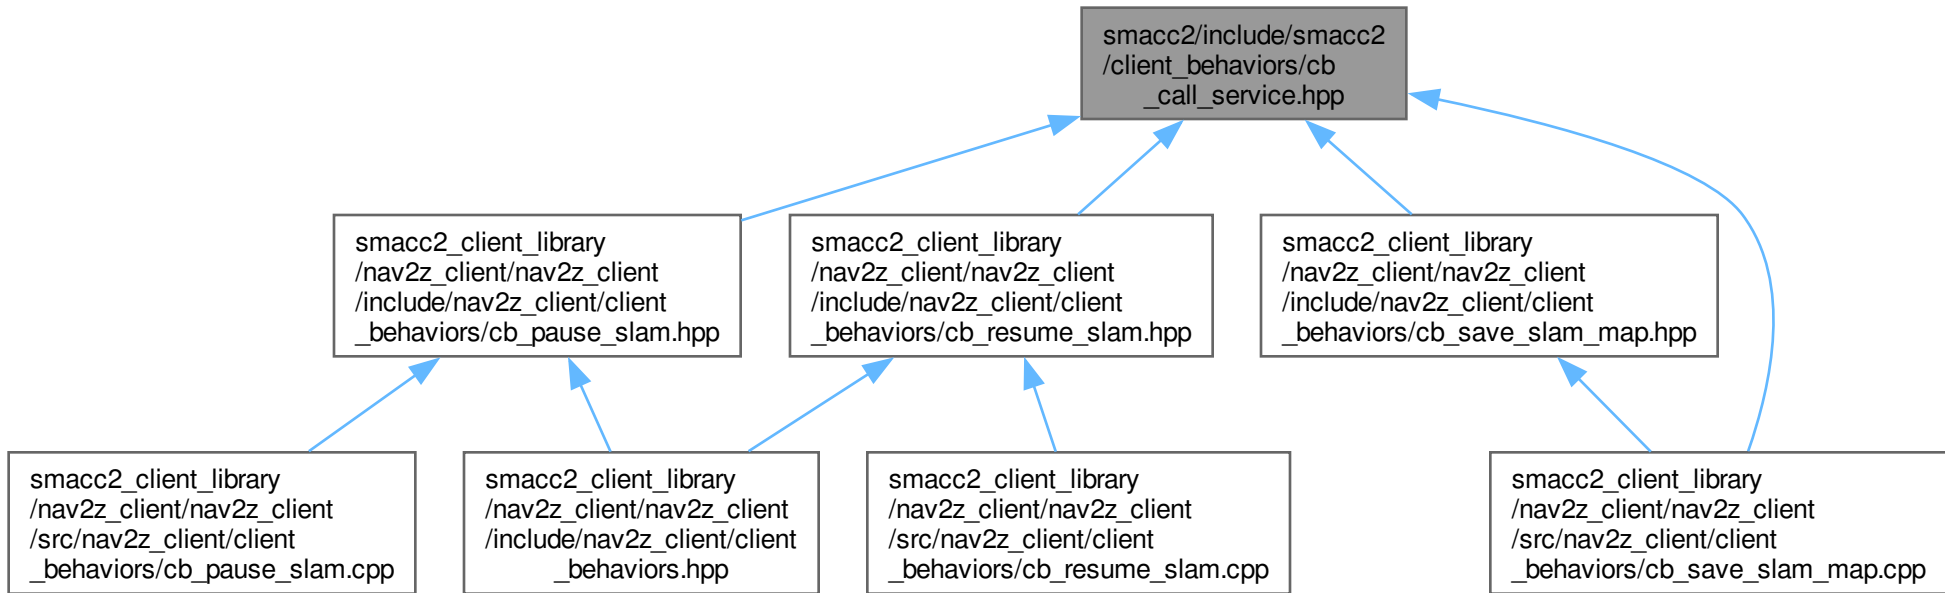 smacc2/include/smacc2
/client_behaviors/cb
_call_service.hpp
smacc2_client_library
/nav2z_client/nav2z_client
/include/nav2z_client/client
_behaviors/cb_pause_slam.hpp
smacc2_client_library
/nav2z_client/nav2z_client
/include/nav2z_client/client
_behaviors/cb_resume_slam.hpp
smacc2_client_library
/nav2z_client/nav2z_client
/include/nav2z_client/client
_behaviors/cb_save_slam_map.hpp
smacc2_client_library
/nav2z_client/nav2z_client
/src/nav2z_client/client
_behaviors/cb_pause_slam.cpp
smacc2_client_library
/nav2z_client/nav2z_client
/include/nav2z_client/client
_behaviors.hpp
smacc2_client_library
/nav2z_client/nav2z_client
/src/nav2z_client/client
_behaviors/cb_resume_slam.cpp
smacc2_client_library
/nav2z_client/nav2z_client
/src/nav2z_client/client
_behaviors/cb_save_slam_map.cpp